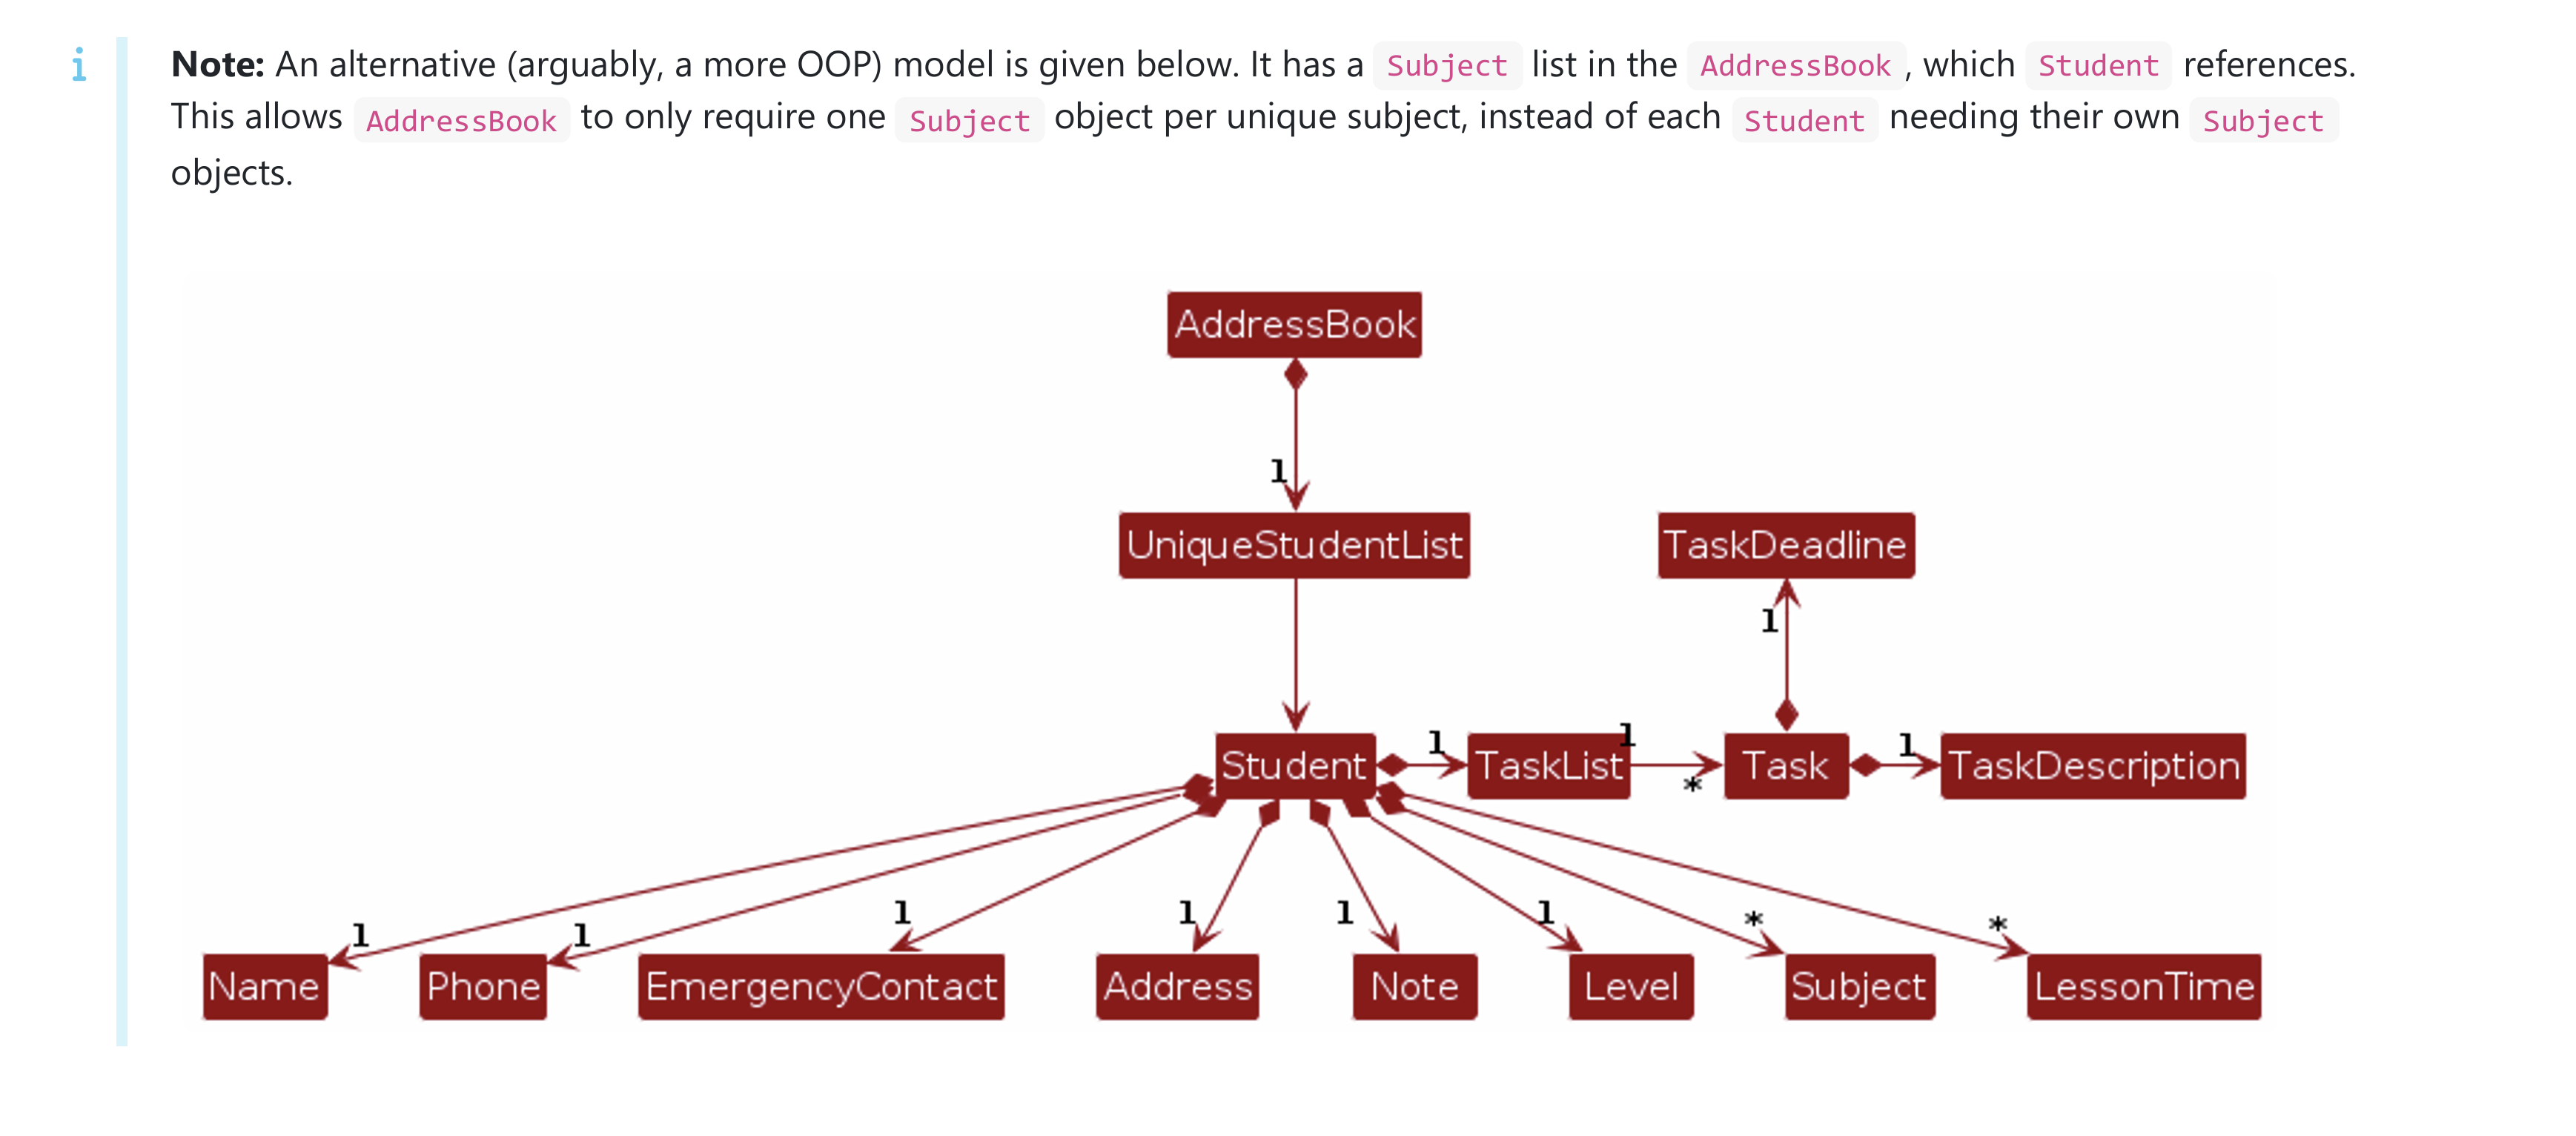 i
Note: An alternative (arguably, a more OOP) model is given below. It has a Subject list in the AddressBook, which Student references.
This allows AddressBook to only require one Subject object per unique subject, instead of each Student needing their own Subject
objects.
AddressBook
1
UniqueStudentList
TaskDeadline
1
Student
1
TaskList
1
*
Task
1
TaskDescription
1
1
1
1
1
1
*
*
Name
Phone
EmergencyContact
Address
Note
Level
Subject
LessonTime